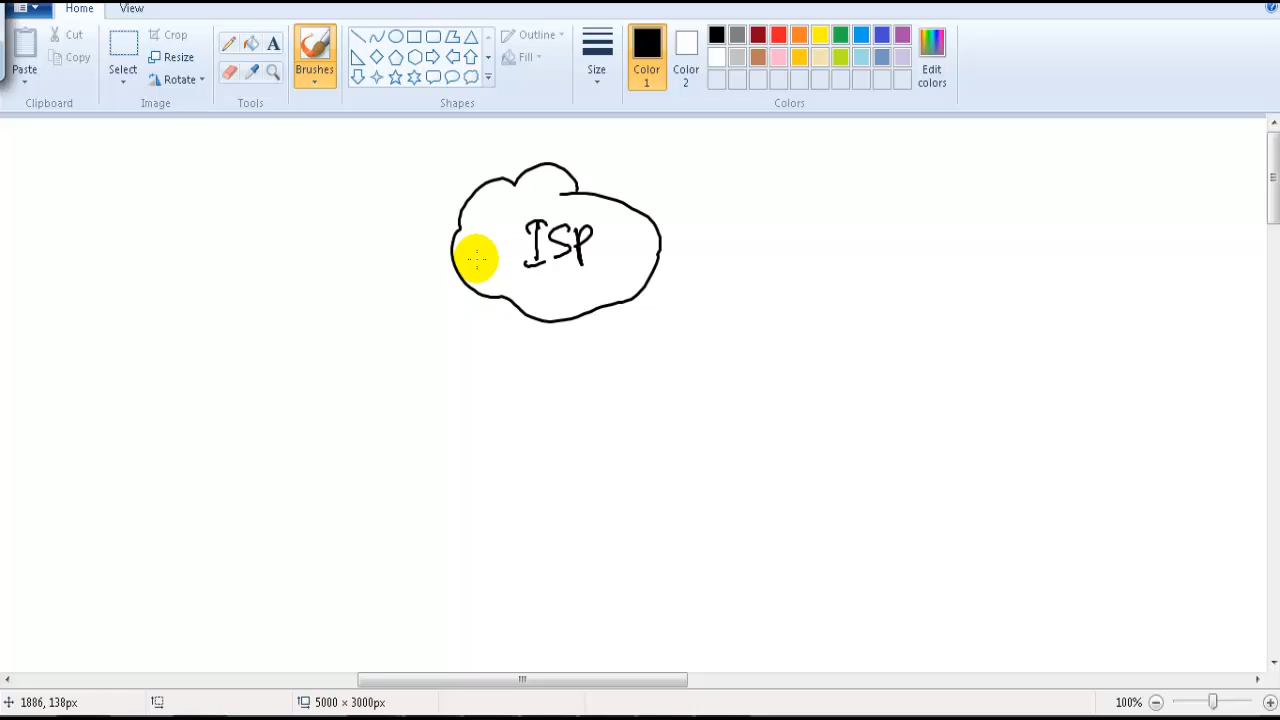 Home View
Cut
Copy
Paste
Clipboard
Crop
Resize
Rotate
Select
Image
Tools
Brushes
Shapes
Outline
Fill
Size
Color 1
Color 2
Edit colors
Colors
ISP
1886, 138px
5000 × 3000px
100%